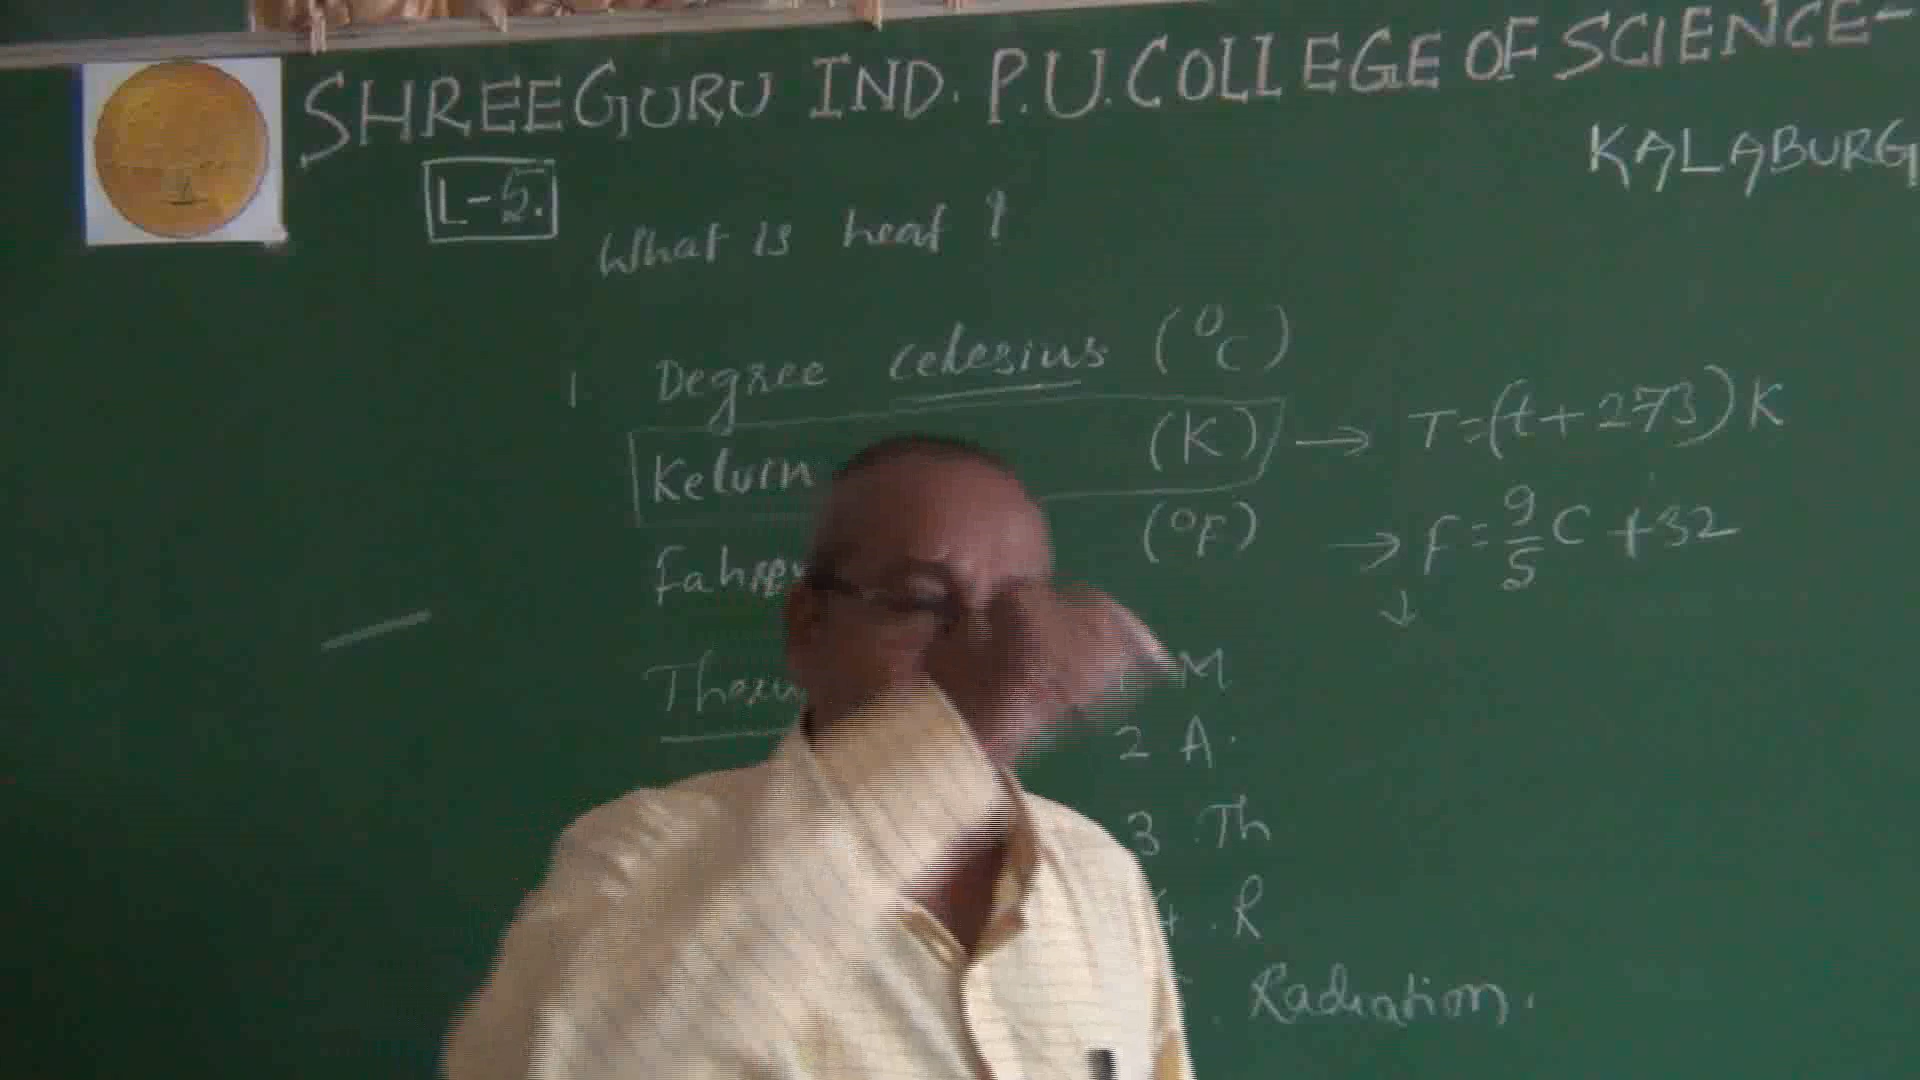 SHREEGURU IND. P.U. COLLEGE OF SCIENCE-
KALABURG
L-5.
What is heat ?
1 Degree celesius (°C)
Kelvin (K) → T=(t+273)K
(°F) → F=9/5 C +32
↓
M
2 A.
3 . Th
4 . R
Radiation.